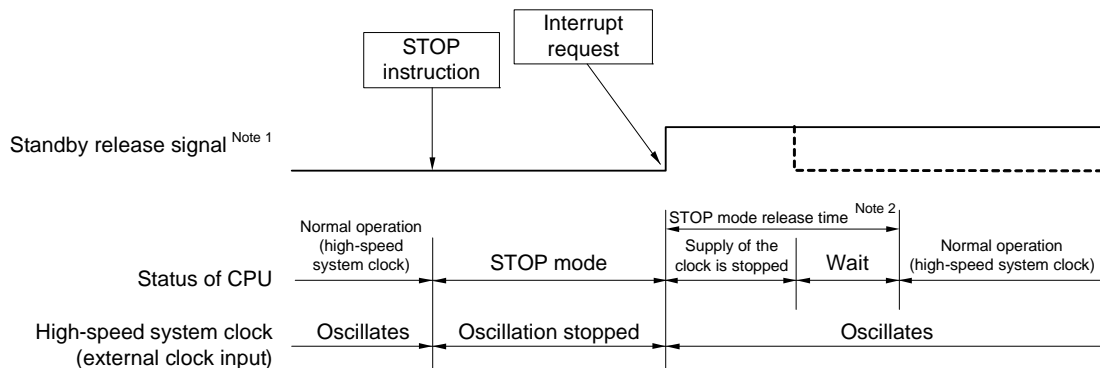 STOP
instruction
Interrupt
request
Standby release signal Note 1
STOP mode release time Note 2
Status of CPU
Normal operation
(high-speed
system clock)
STOP mode
Supply of the
clock is stopped
Wait
Normal operation
(high-speed system clock)
High-speed system clock
(external clock input)
Oscillates
Oscillation stopped
Oscillates